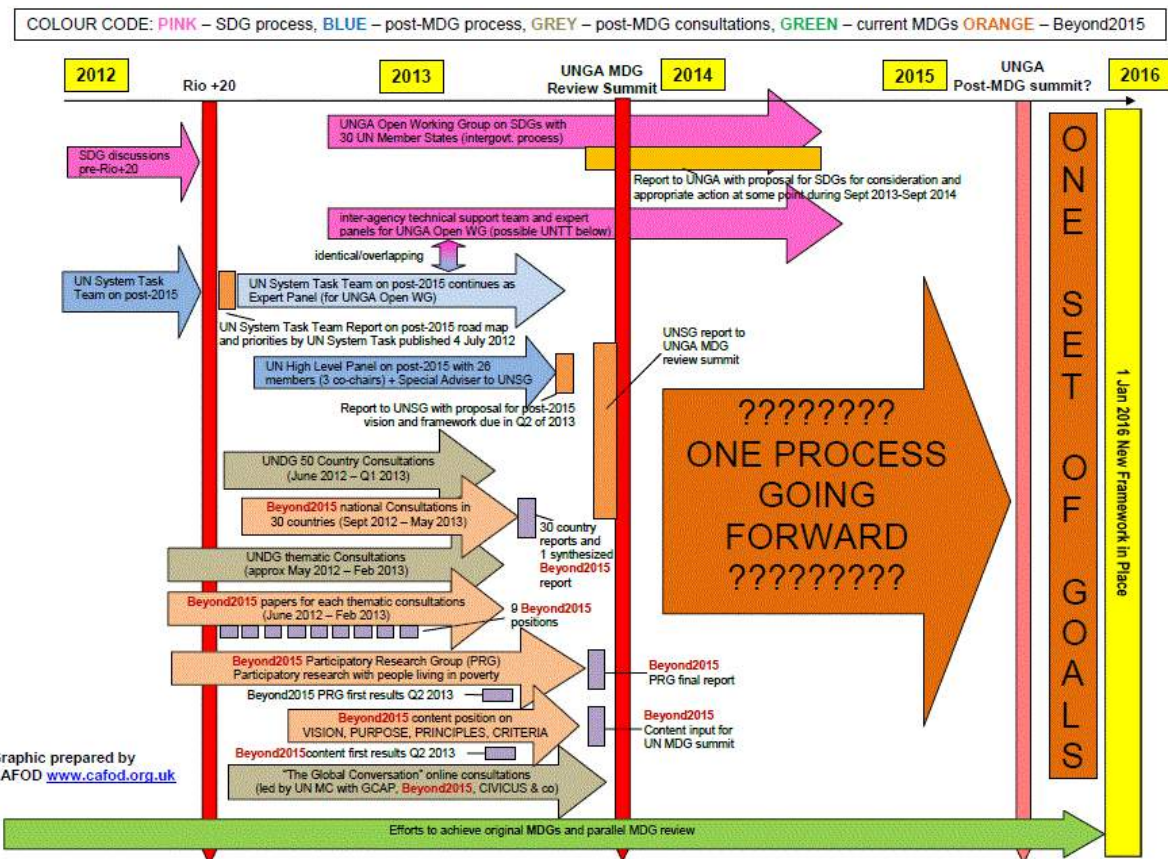 COLOUR CODE: PINK – SDG process, BLUE – post-MDG process, GREY – post-MDG consultations, GREEN – current MDGs ORANGE – Beyond2015
2012
Rio +20
2013
UNGA MDG
Review Summit
2014
2015
UNGA
Post-MDG summit?
2016
UNGA Open Working Group on SDGs with
30 UN Member States (intergovt. process)
SDG discussions
pre-Rio+20
Report to UNGA with proposal for SDGs for consideration and
appropriate action at some point during Sept 2013-Sept 2014
inter-agency technical support team and expert
panels for UNGA Open WG (possible UNTT below)
identical/overlapping
UN System Task
Team on post-2015
UN System Task Team on post-2015 continues as
Expert Panel (for UNGA Open WG)
UN System Task Team Report on post-2015 road map
and priorities by UN System Task published 4 July 2012
UNSG report to
UNGA MDG
review summit
UN High Level Panel on post-2015 with 26
members (3 co-chairs) + Special Adviser to UNSG
Report to UNSG with proposal for post-2015
vision and framework due in Q2 of 2013
UNDG 50 Country Consultations
(June 2012 – Q1 2013)
Beyond2015 national Consultations in
30 countries (Sept 2012 – May 2013)
30 country
reports and
1 synthesized
Beyond2015
report
UNDG thematic Consultations
(approx May 2012 – Feb 2013)
Beyond2015 papers for each thematic consultations
(June 2012 – Feb 2013)
9 Beyond2015
positions
Beyond2015 Participatory Research Group (PRG)
Participatory research with people living in poverty
Beyond2015 PRG first results Q2 2013
Beyond2015
PRG final report
Beyond2015 content position on
VISION, PURPOSE, PRINCIPLES, CRITERIA
Beyond2015content first results Q2 2013
Beyond2015
Content input for
UN MDG summit
"The Global Conversation" online consultations
(led by UN MC with GCAP, Beyond2015, CIVICUS & co)
????????
ONE PROCESS
GOING
FORWARD
?????????
ONE SET OF GOALS
1 Jan 2016 New Framework in Place
raphic prepared by
AFOD www.cafod.org.uk
Efforts to achieve original MDGs and parallel MDG review